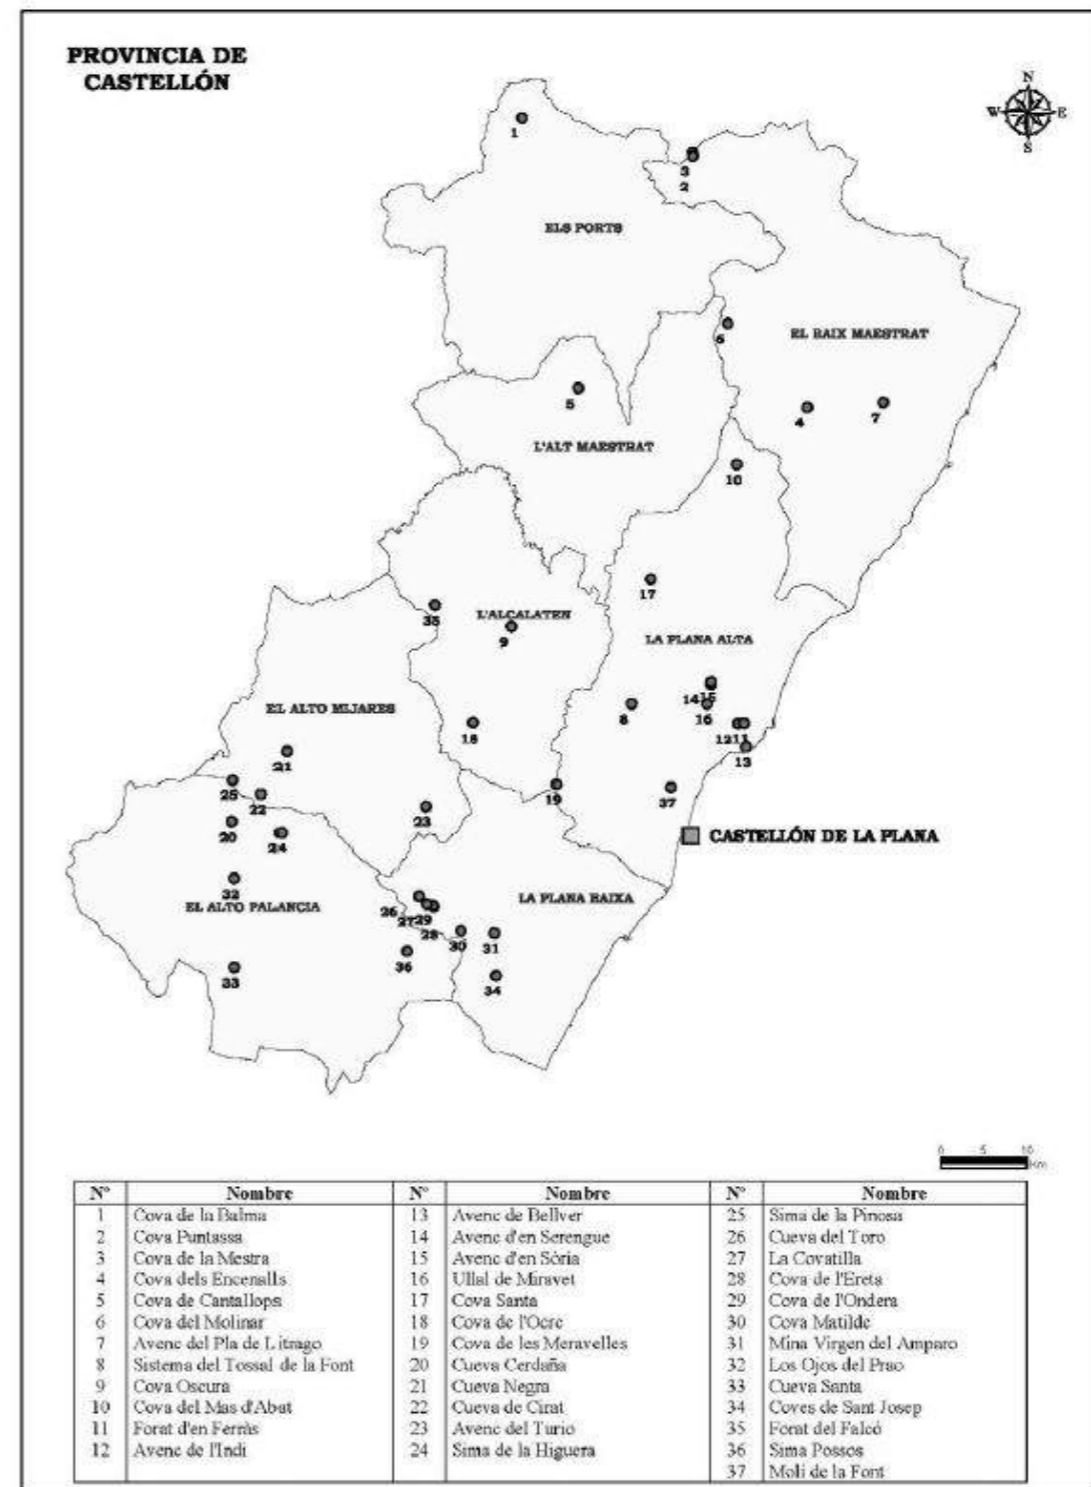 PROVINCIA DE
CASTELLÓN
N
W E
S
1
3
2
ELS PORTS
6
EL BAIX MAESTRAT
5
4
7
L'ALT MAESTRAT
10
17
35
L'ALCALATEN
9
LA PLANA ALTA
14 15
EL ALTO MIJARES
8
16
18
12 11
21
13
25
22
19
37
23
20
24
CASTELLÓN DE LA PLANA
32
EL ALTO PALANCIA
LA PLANA BAIXA
26
27 29
28
30
31
36
33
34
0 5 10
Km
Nº Nombre Nº Nombre Nº Nombre
1 Cova de la Balma 13 Avenc de Bellver 25 Sima de la Pinosa
2 Cova Puntassa 14 Avenc d'en Serengue 26 Cueva del Toro
3 Cova de la Mestra 15 Avenc d'en Sòria 27 La Covatilla
4 Cova dels Encenalls 16 Ullal de Miravet 28 Cova de l'Ereta
5 Cova de Cantallops 17 Cova Santa 29 Cova de l'Ondera
6 Cova del Molinar 18 Cova de l'Ocre 30 Cova Matilde
7 Avenc del Pla de Litrago 19 Cova de les Meravelles 31 Mina Virgen del Amparo
8 Sistema del Tossal de la Font 20 Cueva Cerdaña 32 Los Ojos del Prao
9 Cova Oscura 21 Cueva Negra 33 Cueva Santa
10 Cova del Mas d'Abat 22 Cueva de Cirat 34 Coves de Sant Josep
11 Forat d'en Ferràs 23 Avenc del Turio 35 Forat del Falcó
12 Avenc de l'Indi 24 Sima de la Higuera 36 Sima Possos
37 Molí de la Font